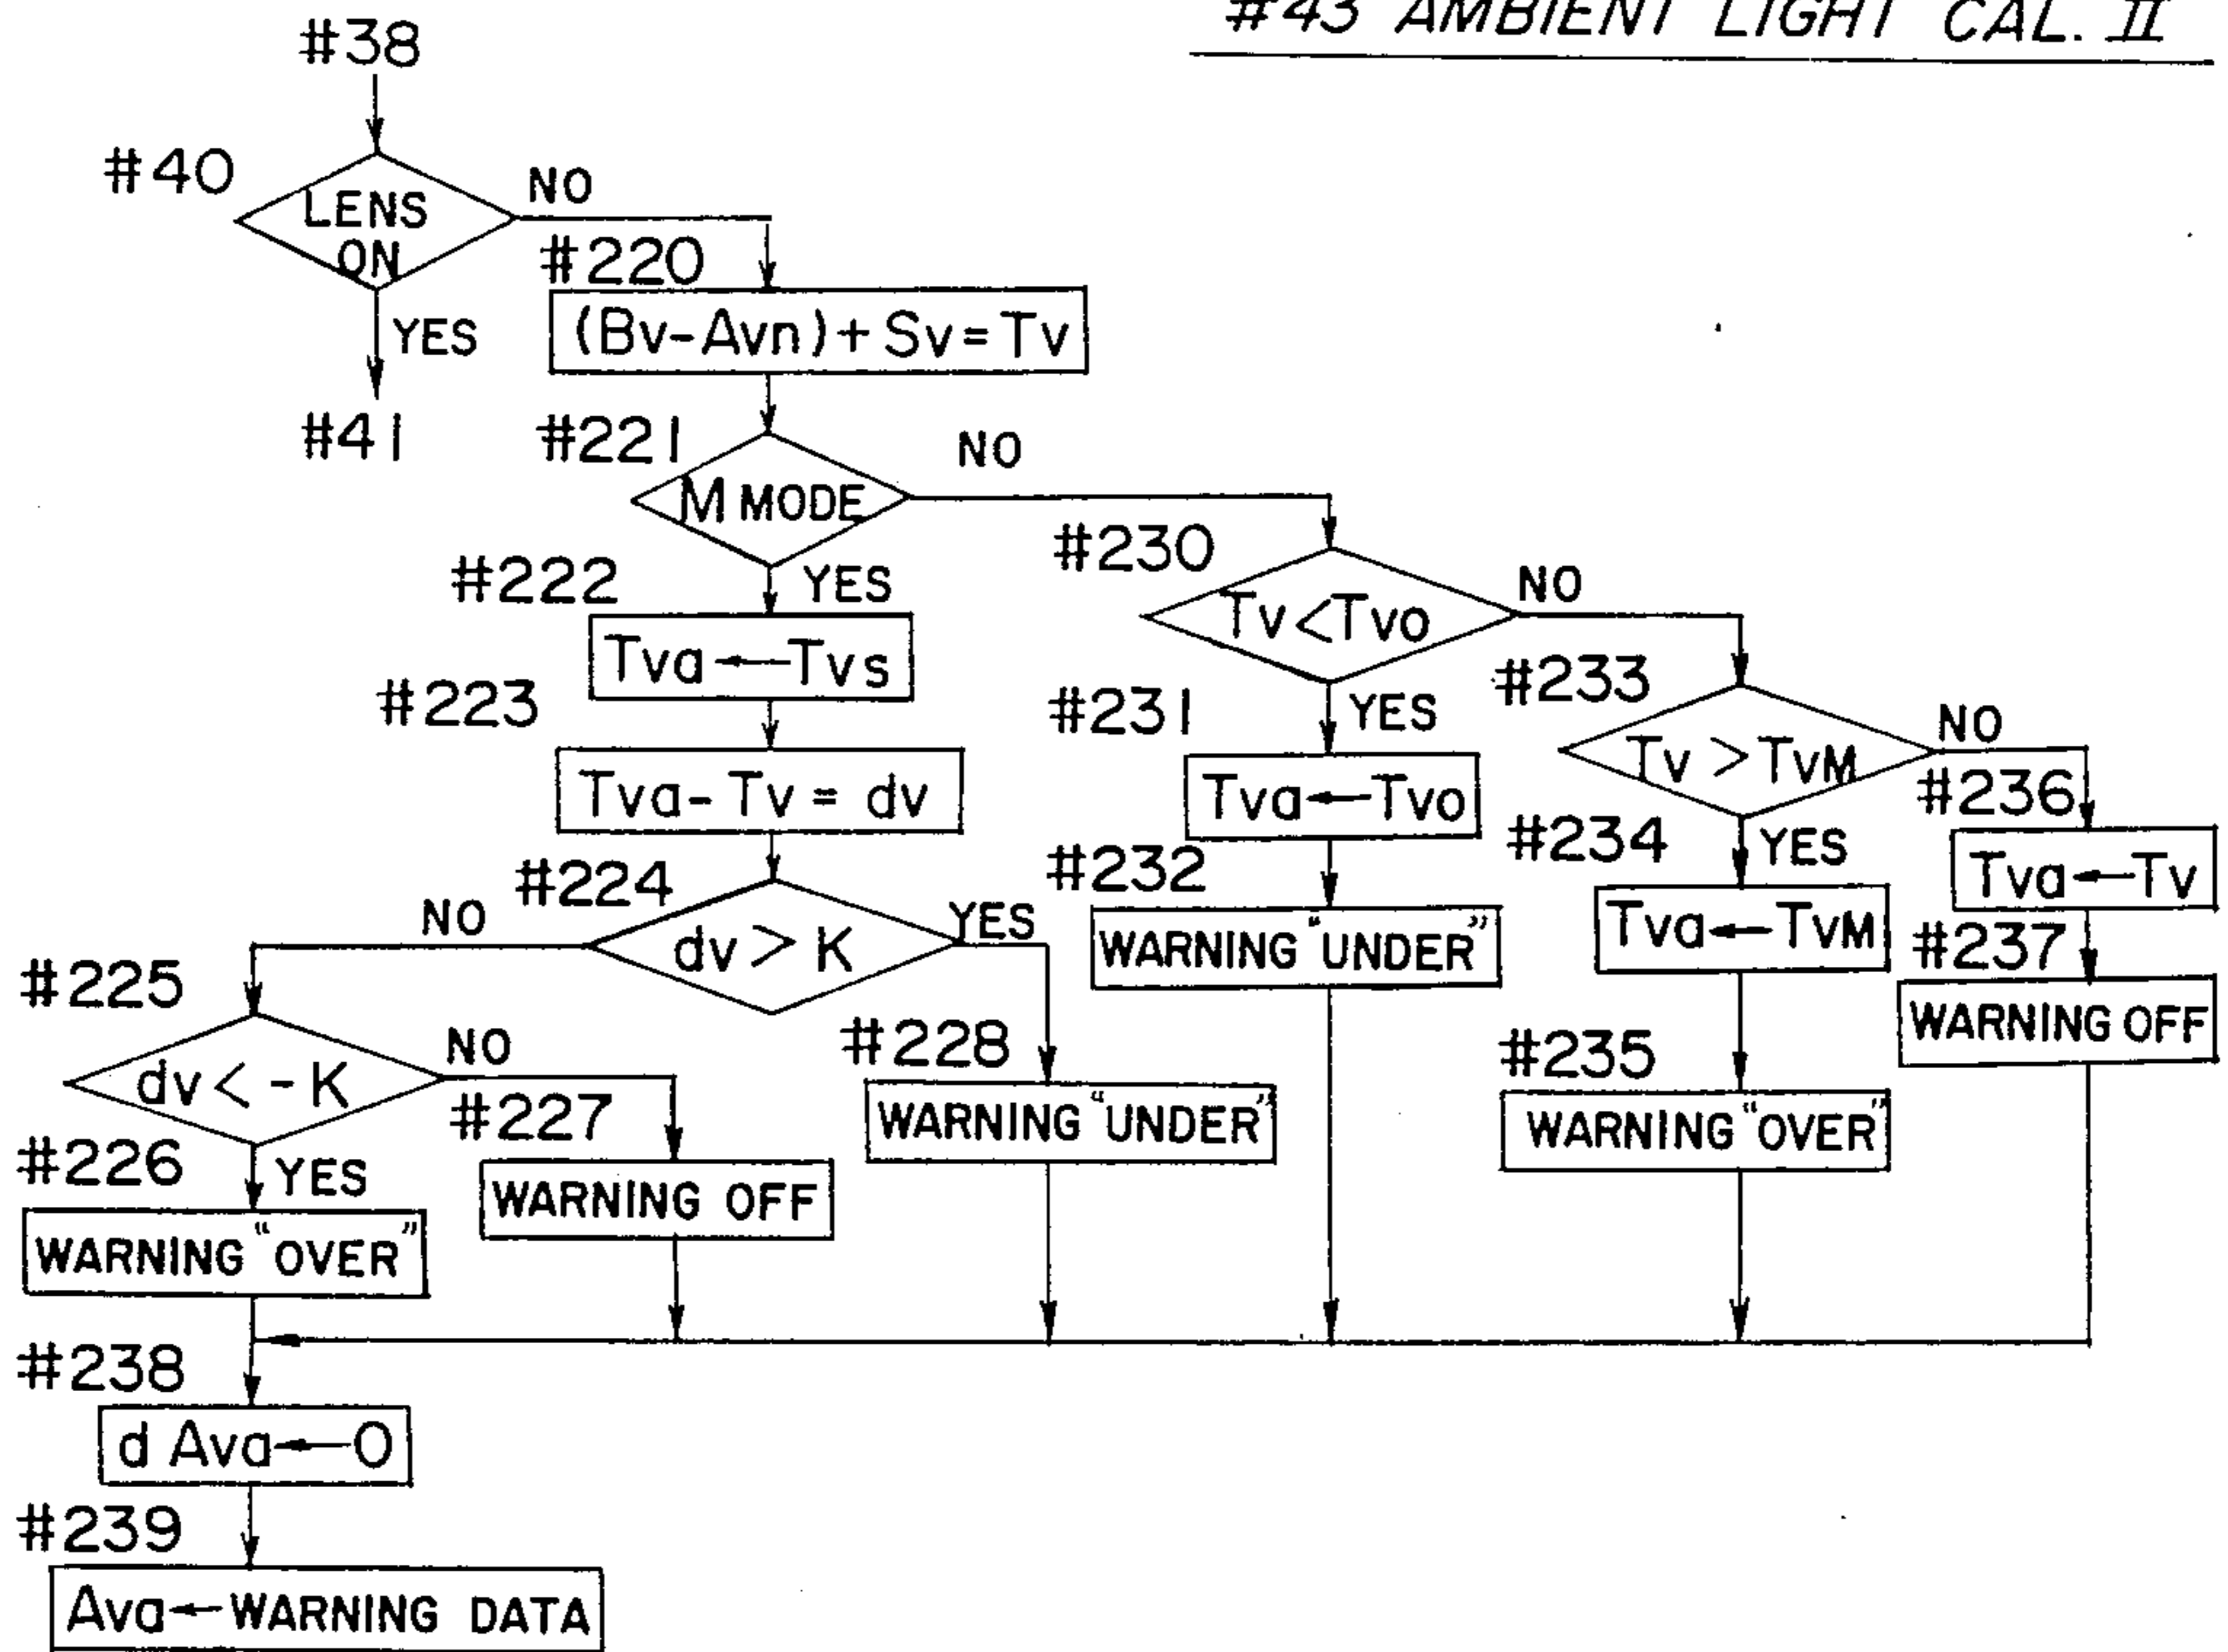 #43 AMBIENT LIGHT CAL. II
#38
#40
LENS
ON
NO
YES
#41
#220
(Bv-Avn)+Sv=Tv
#221
M MODE
NO
YES
#222
Tva←Tvs
#223
Tva-Tv=dv
#224
dv>K
NO
YES
#225
dv<-K
NO
YES
#226
WARNING "OVER"
#227
WARNING OFF
#228
WARNING "UNDER"
#230
Tv<Tvo
NO
YES
#231
Tva←Tvo
#232
WARNING "UNDER"
#233
Tv>TvM
NO
YES
#234
Tva←TvM
#235
WARNING "OVER"
#236
Tva←Tv
#237
WARNING OFF
#238
d Ava←O
#239
Ava←WARNING DATA